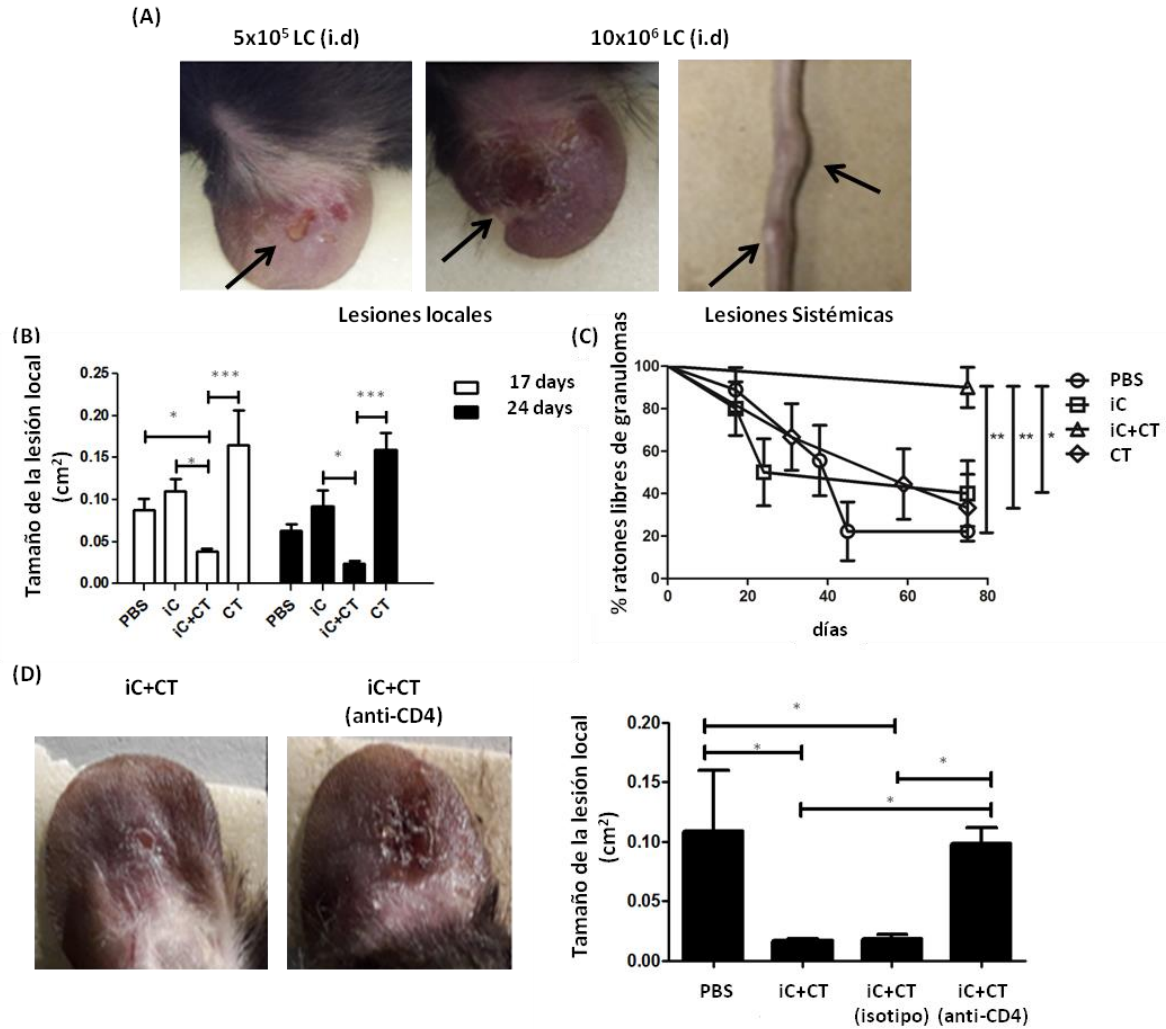 (A)
5x10⁵ LC (i.d)
10x10⁶ LC (i.d)
Lesiones locales
Lesiones Sistémicas
(B)
Tamaño de la lesión local
(cm²)
0.25
0.20
0.15
0.10
0.05
0.00
*
*
***
*
***
17 days
24 days
PBS
iC
iC+CT
CT
PBS
iC
iC+CT
CT
(C)
% ratones libres de granulomas
100
80
60
40
20
0
20
40
60
80
días
**
**
*
PBS
iC
iC+CT
CT
(D)
iC+CT
iC+CT
(anti-CD4)
Tamaño de la lesión local
(cm²)
0.20
0.15
0.10
0.05
0.00
*
*
*
*
PBS
iC+CT
iC+CT
(isotipo)
iC+CT
(anti-CD4)